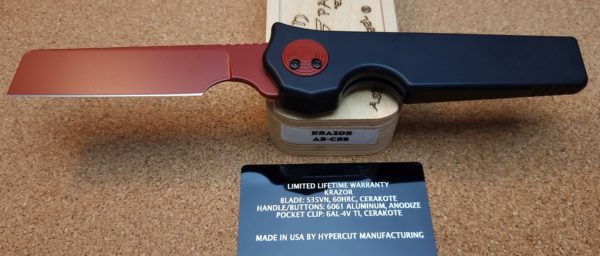 KRAZOR
AB-CRB
LIMITED LIFETIME WARRANTY
KRAZOR
BLADE: S35VN, 60HRC, CERAKOTE
HANDLE/BUTTONS: 6061 ALUMINUM, ANODIZE
POCKET CLIP: 6AL-4V TI, CERAKOTE
MADE IN USA BY HYPERCUT MANUFACTURING